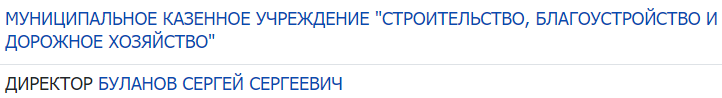 МУНИЦИПАЛЬНОЕ КАЗЕННОЕ УЧРЕЖДЕНИЕ "СТРОИТЕЛЬСТВО, БЛАГОУСТРОЙСТВО И
ДОРОЖНОЕ ХОЗЯЙСТВО"
ДИРЕКТОР БУЛАНОВ СЕРГЕЙ СЕРГЕЕВИЧ